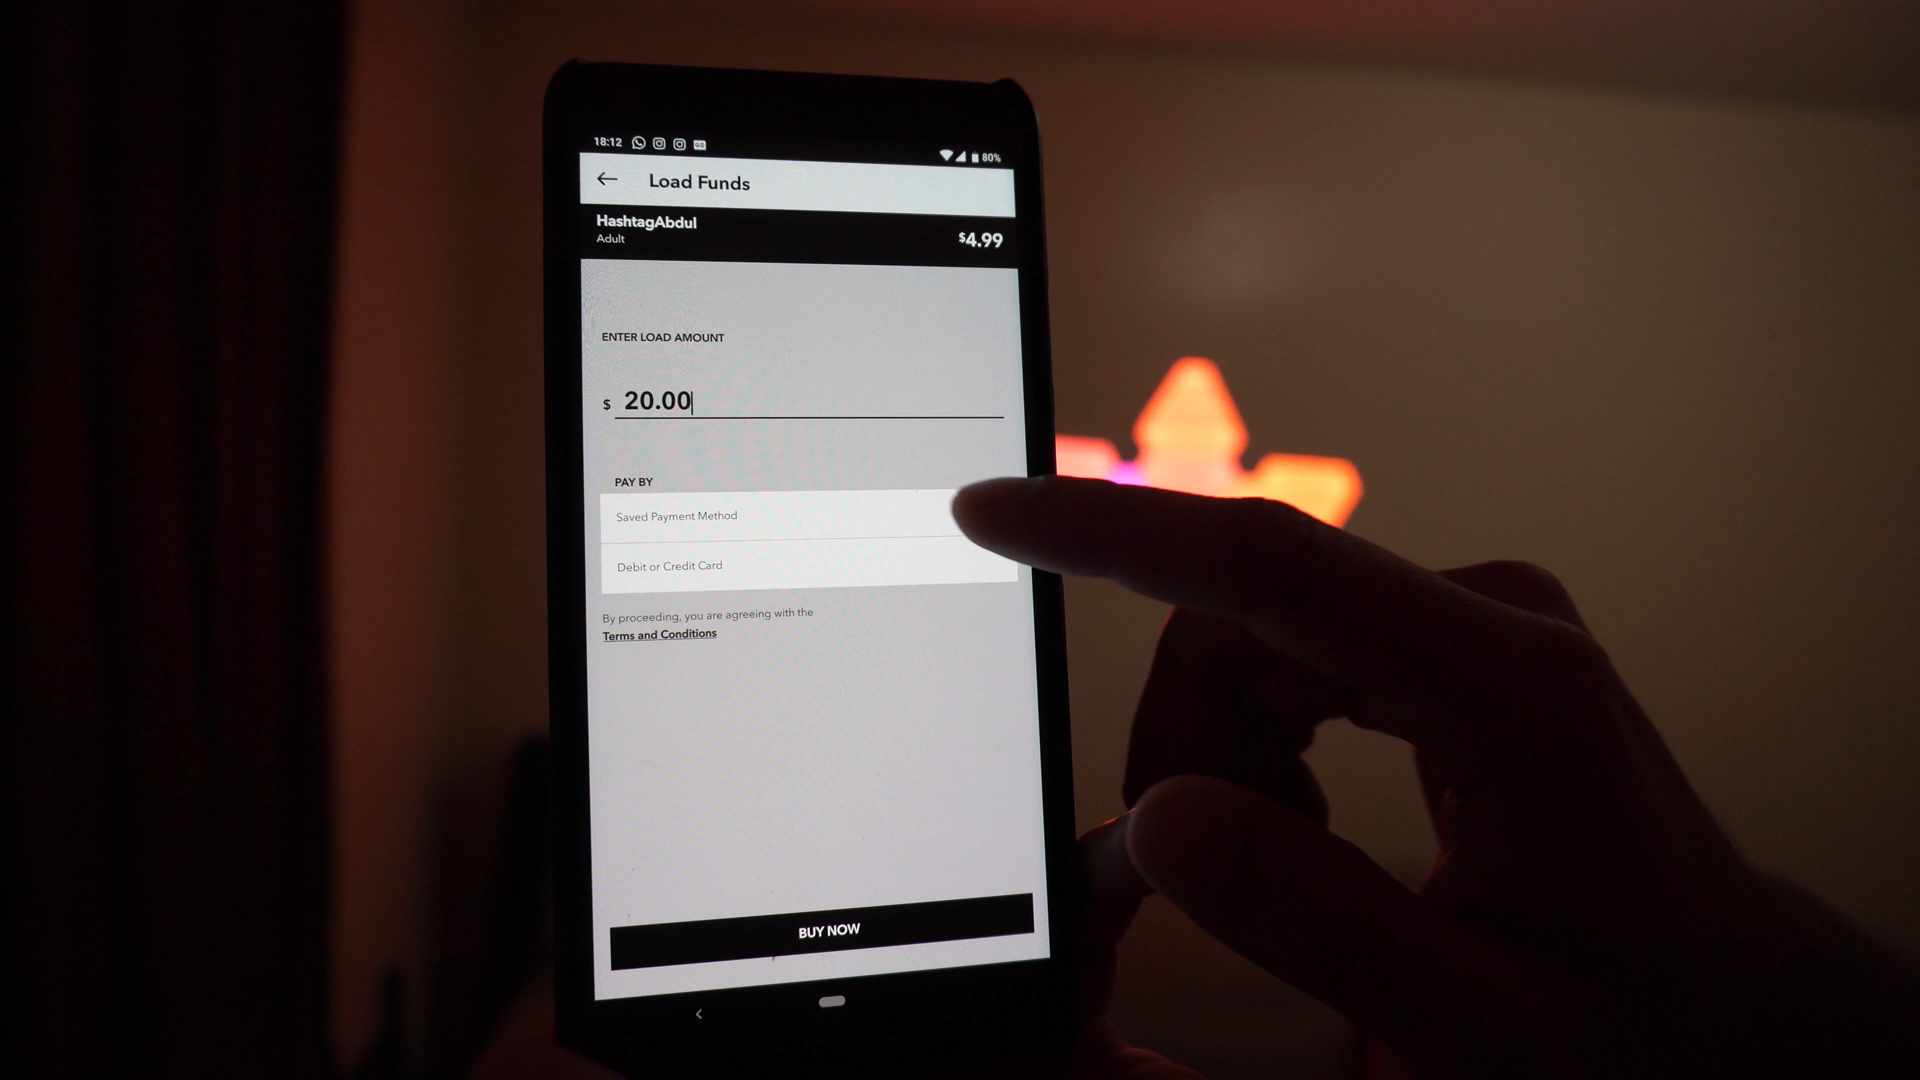 18:12
80%
Load Funds
HashtagAbdul
Adult
$4.99
ENTER LOAD AMOUNT
$ 20.00
PAY BY
Saved Payment Method
Debit or Credit Card
By proceeding, you are agreeing with the
Terms and Conditions
BUY NOW